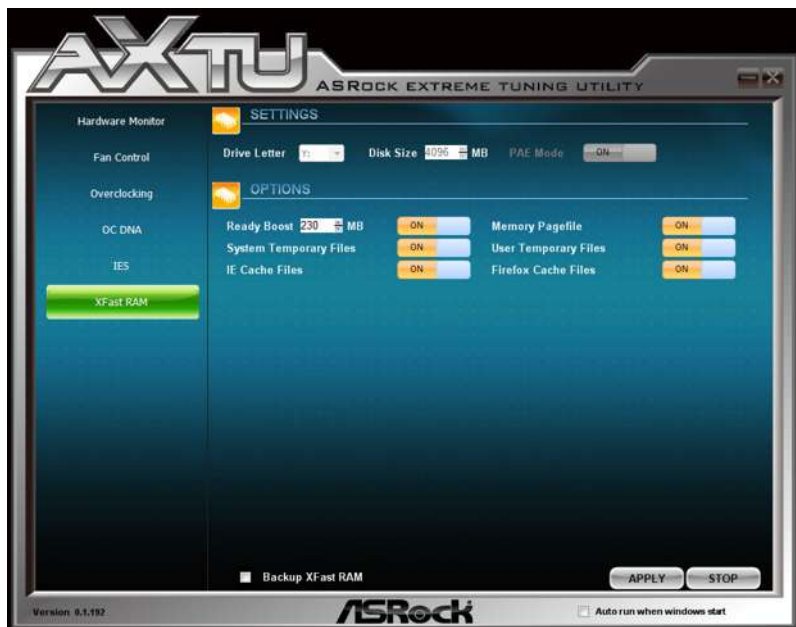 AXTU
ASRock EXTREME TUNING UTILITY
Hardware Monitor
Fan Control
Overclocking
OC DNA
IES
XFast RAM
SETTINGS
Drive Letter Y: Disk Size 4096 MB PAE Mode ON
OPTIONS
Ready Boost 230 MB ON Memory Pagefile ON
System Temporary Files ON User Temporary Files ON
IE Cache Files ON Firefox Cache Files ON
Backup XFast RAM APPLY STOP
Version 0.1.192 ASRock Auto run when windows start